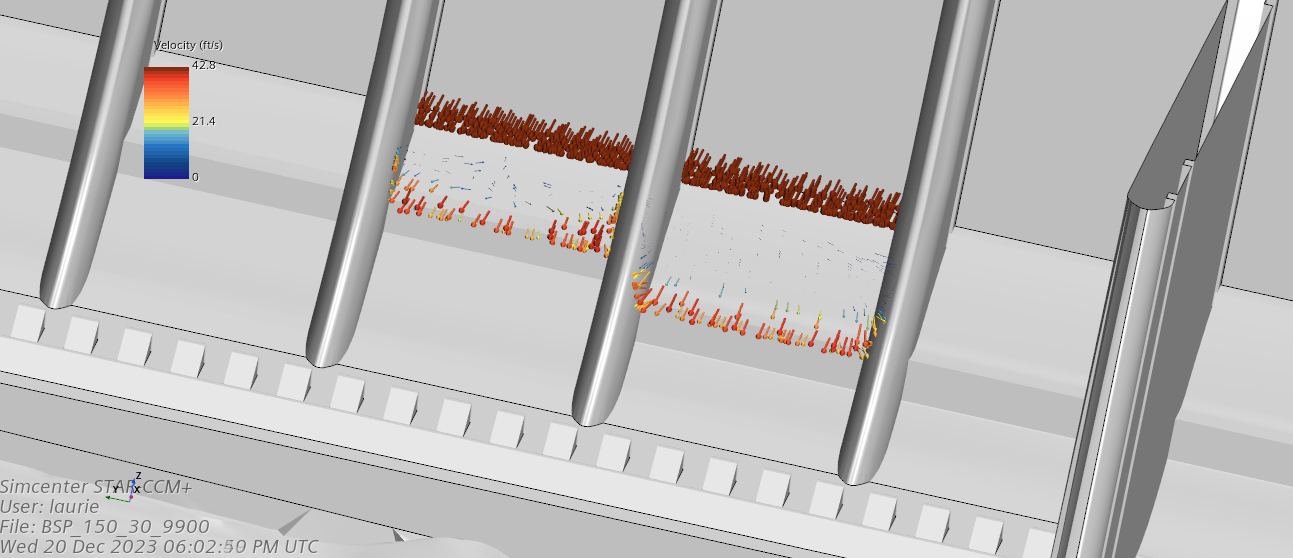 Velocity (ft/s)
42.8
21.4
0
Z
Y X
Simcenter STAR-CCM+
User: laurie
File: BSP_150_30_9900
Wed 20 Dec 2023 06:02:50 PM UTC